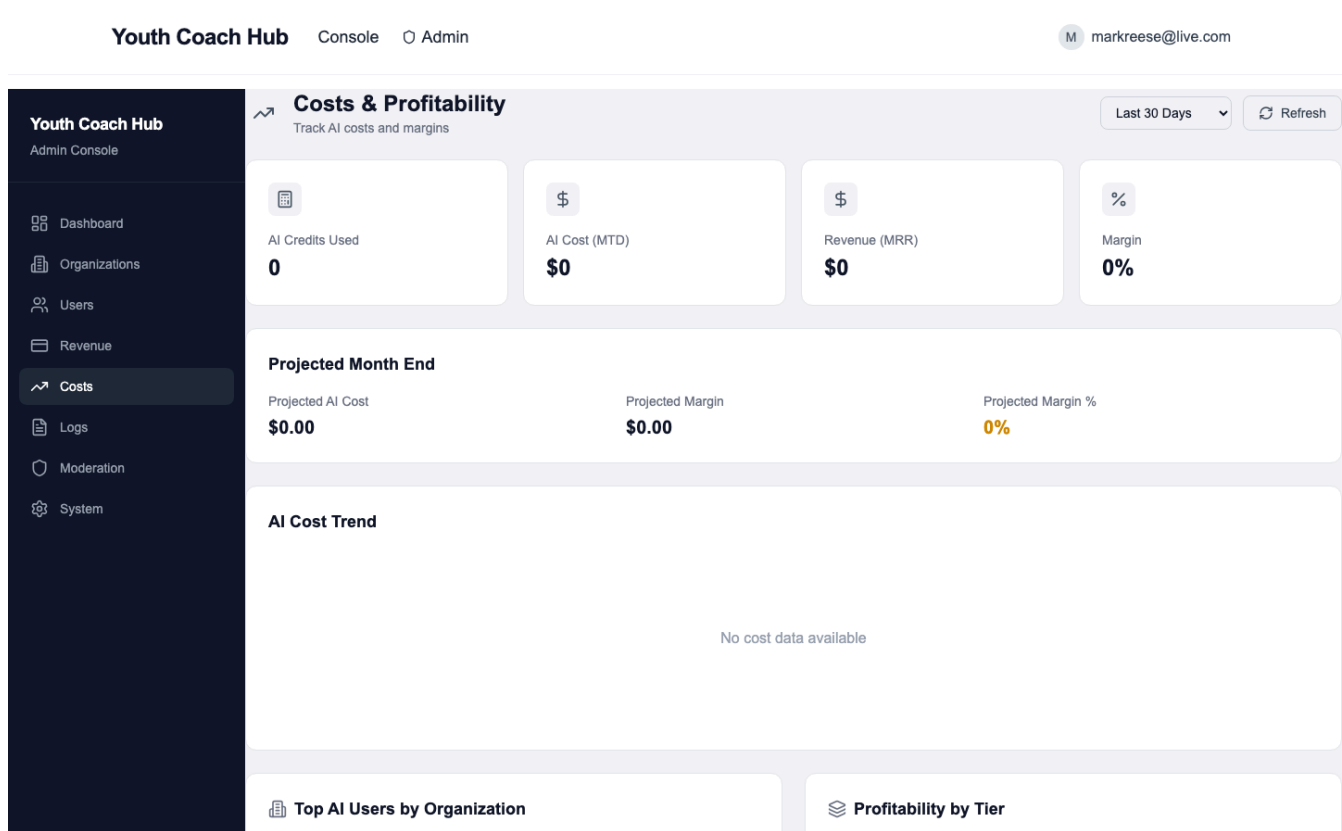 Youth Coach Hub
Console
Admin
M
markreese@live.com
Youth Coach Hub
Admin Console
Dashboard
Organizations
Users
Revenue
Costs
Logs
Moderation
System
Costs & Profitability
Track AI costs and margins
Last 30 Days
Refresh
AI Credits Used
0
AI Cost (MTD)
$0
Revenue (MRR)
$0
Margin
0%
Projected Month End
Projected AI Cost
$0.00
Projected Margin
$0.00
Projected Margin %
0%
AI Cost Trend
No cost data available
Top AI Users by Organization
Profitability by Tier